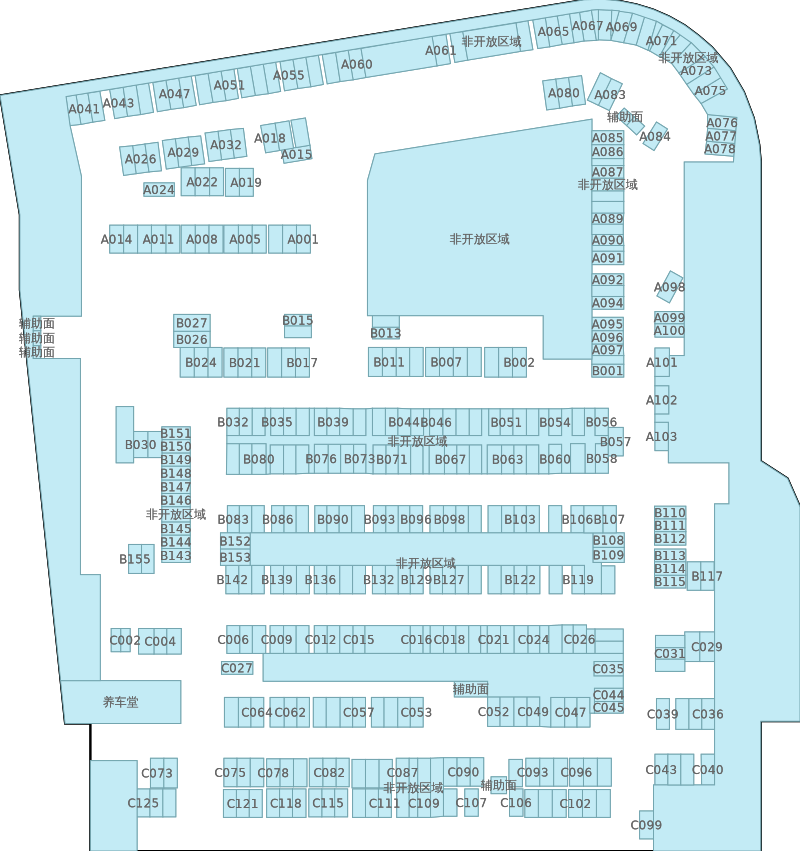 A065 A067 A069
非开放区域 A071
A061 非开放区域
A060 A073
A055 A075
A051 A080 A083
A047
A043
A041
辅助面 A076
A084 A077
A078
A018 A085
A032 A015 A086
A029
A026
A024 A022 A019 A087
非开放区域
A089
A014 A011 A008 A005 A001 非开放区域 A090
A091
A092
A098
A094
辅助面 B027 B015 A095 A099
辅助面 B026 B013 A096 A100
辅助面 A097
B024 B021 B017 B011 B007 B002 B001 A101
A102
B032 B035 B039 B044 B046 B051 B054 B056
A103
B030 B151 非开放区域 B057
B150
B149 B080 B076 B073 B071 B067 B063 B060 B058
B148
B147
B146
非开放区域 B083 B086 B090 B093 B096 B098 B103 B106 B107 B110
B145 B111
B144 B152 B108 B112
B143 B153 B109 B113
B155 非开放区域 B114
B142 B139 B136 B132 B129 B127 B122 B119 B115 B117
C002 C004 C006 C009 C012 C015 C016 C018 C021 C024 C026 C029
C031
C027 C035
辅助面 C044
养车堂 C045
C064 C062 C057 C053 C052 C049 C047 C039 C036
C073 C075 C078 C082 C087 C090 C093 C096 C043 C040
非开放区域 辅助面
C125 C121 C118 C115 C111 C109 C107 C106 C102
C099